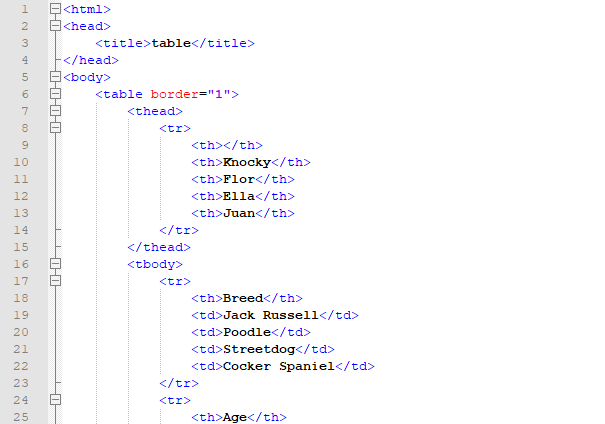 1 <html>
2 <head>
3 <title>table</title>
4 </head>
5 <body>
6 <table border="1">
7 <thead>
8 <tr>
9 <th></th>
10 <th>Knocky</th>
11 <th>Flor</th>
12 <th>Ella</th>
13 <th>Juan</th>
14 </tr>
15 </thead>
16 <tbody>
17 <tr>
18 <th>Breed</th>
19 <td>Jack Russell</td>
20 <td>Poodle</td>
21 <td>Streetdog</td>
22 <td>Cocker Spaniel</td>
23 </tr>
24 <tr>
25 <th>Age</th>